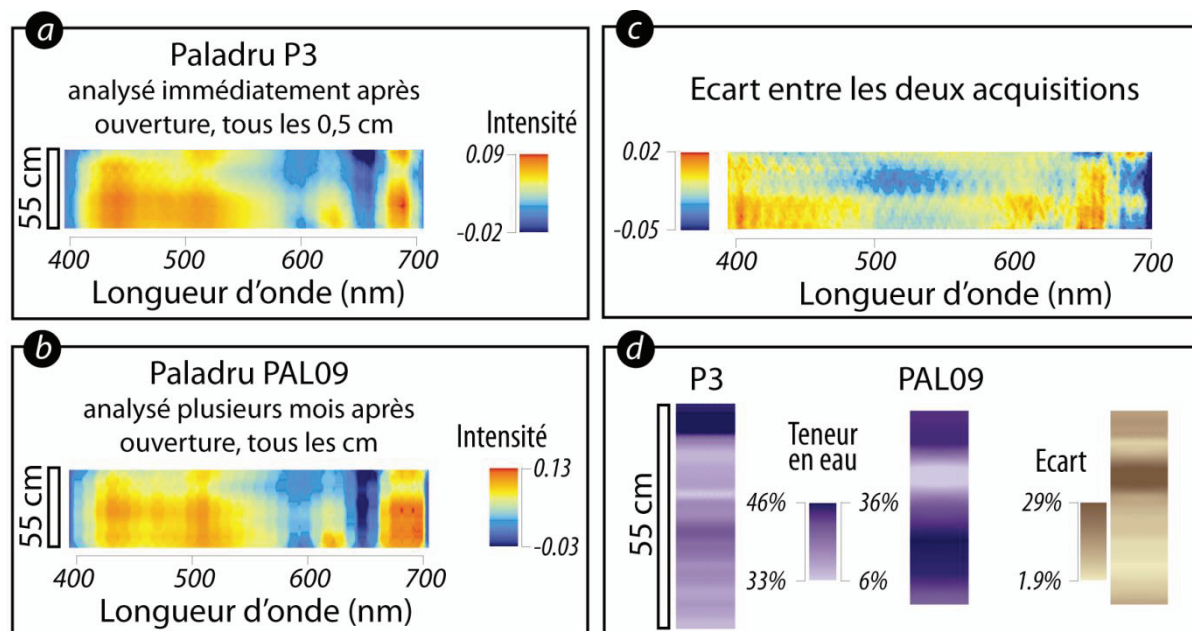 a
Paladru P3
analysé immédiatement après
ouverture, tous les 0,5 cm
55 cm
Intensité
0.09
-0.02
400 500 600 700
Longueur d'onde (nm)
b
Paladru PAL09
analysé plusieurs mois après
ouverture, tous les cm
55 cm
Intensité
0.13
-0.03
400 500 600 700
Longueur d'onde (nm)
c
Ecart entre les deux acquisitions
0.02
-0.05
400 500 600 700
Longueur d'onde (nm)
d
P3
PAL09
55 cm
Teneur
en eau
46% 36%
33% 6%
Ecart
29%
1.9%